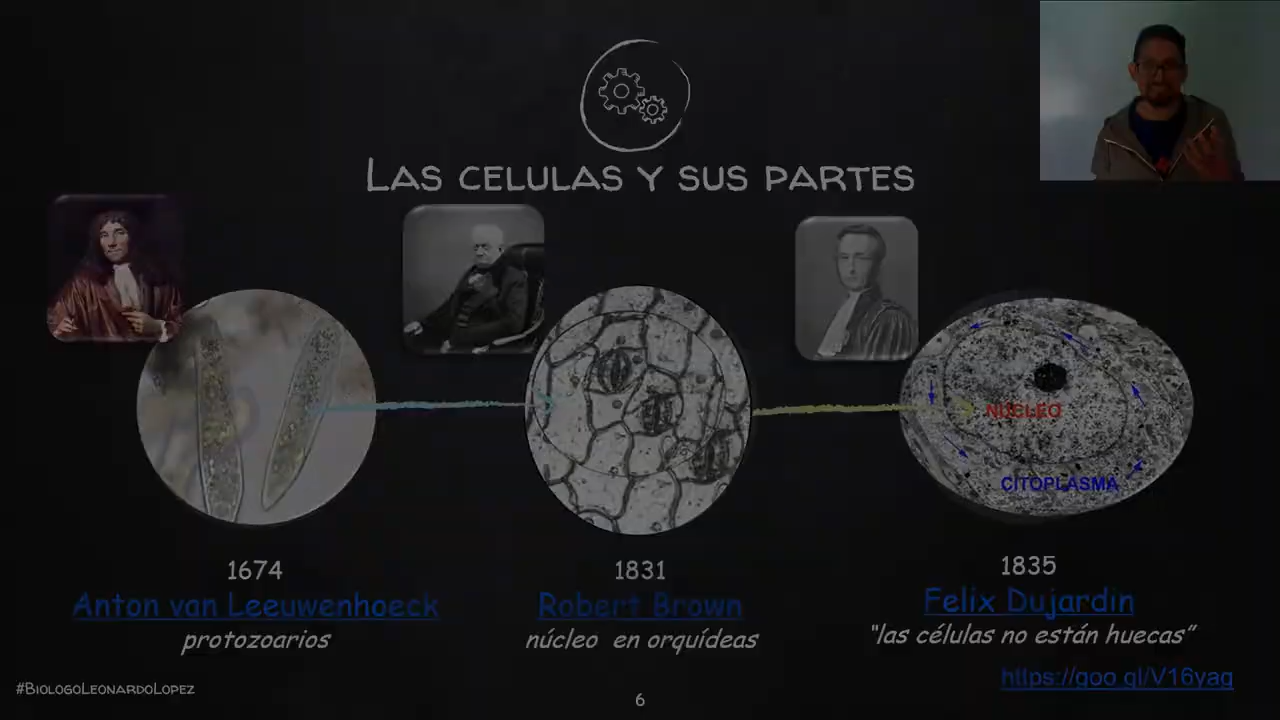 LAS CELULAS Y SUS PARTES
NÚCLEO
CITOPLASMA
1674
Anton van Leeuwenhoeck
protozoarios
1831
Robert Brown
núcleo en orquídeas
1835
Felix Dujardin
"las células no están huecas"
https://goo.gl/V16yag
#BIOLOGOLEONARDOLOPEZ
6